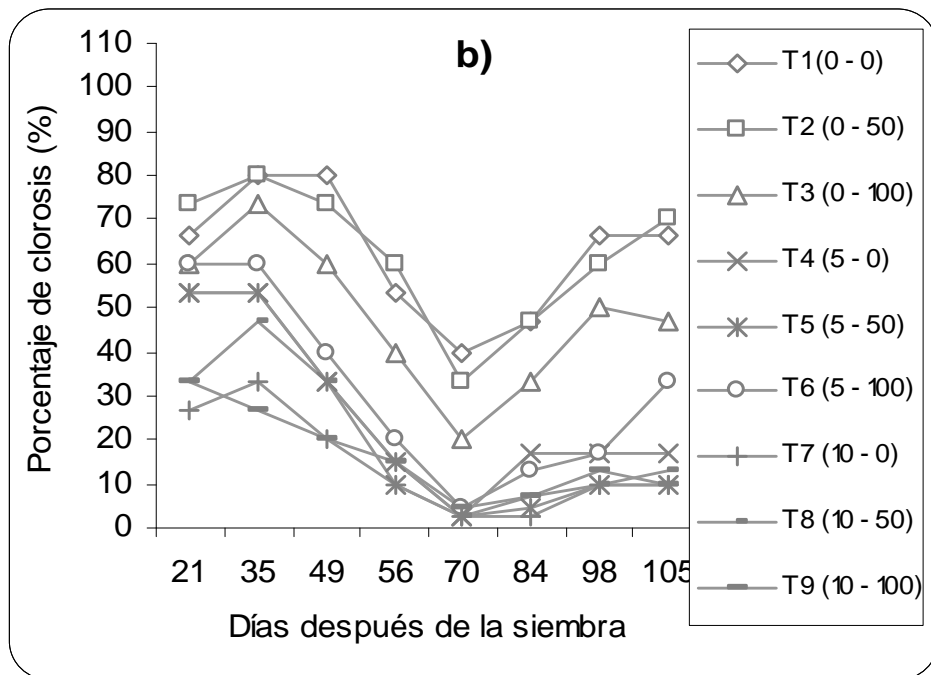 b)
Porcentaje de clorosis (%)
110
100
90
80
70
60
50
40
30
20
10
0
21 35 49 56 70 84 98 105
Días después de la siembra
T1(0 - 0)
T2 (0 - 50)
T3 (0 - 100)
T4 (5 - 0)
T5 (5 - 50)
T6 (5 - 100)
T7 (10 - 0)
T8 (10 - 50)
T9 (10 - 100)